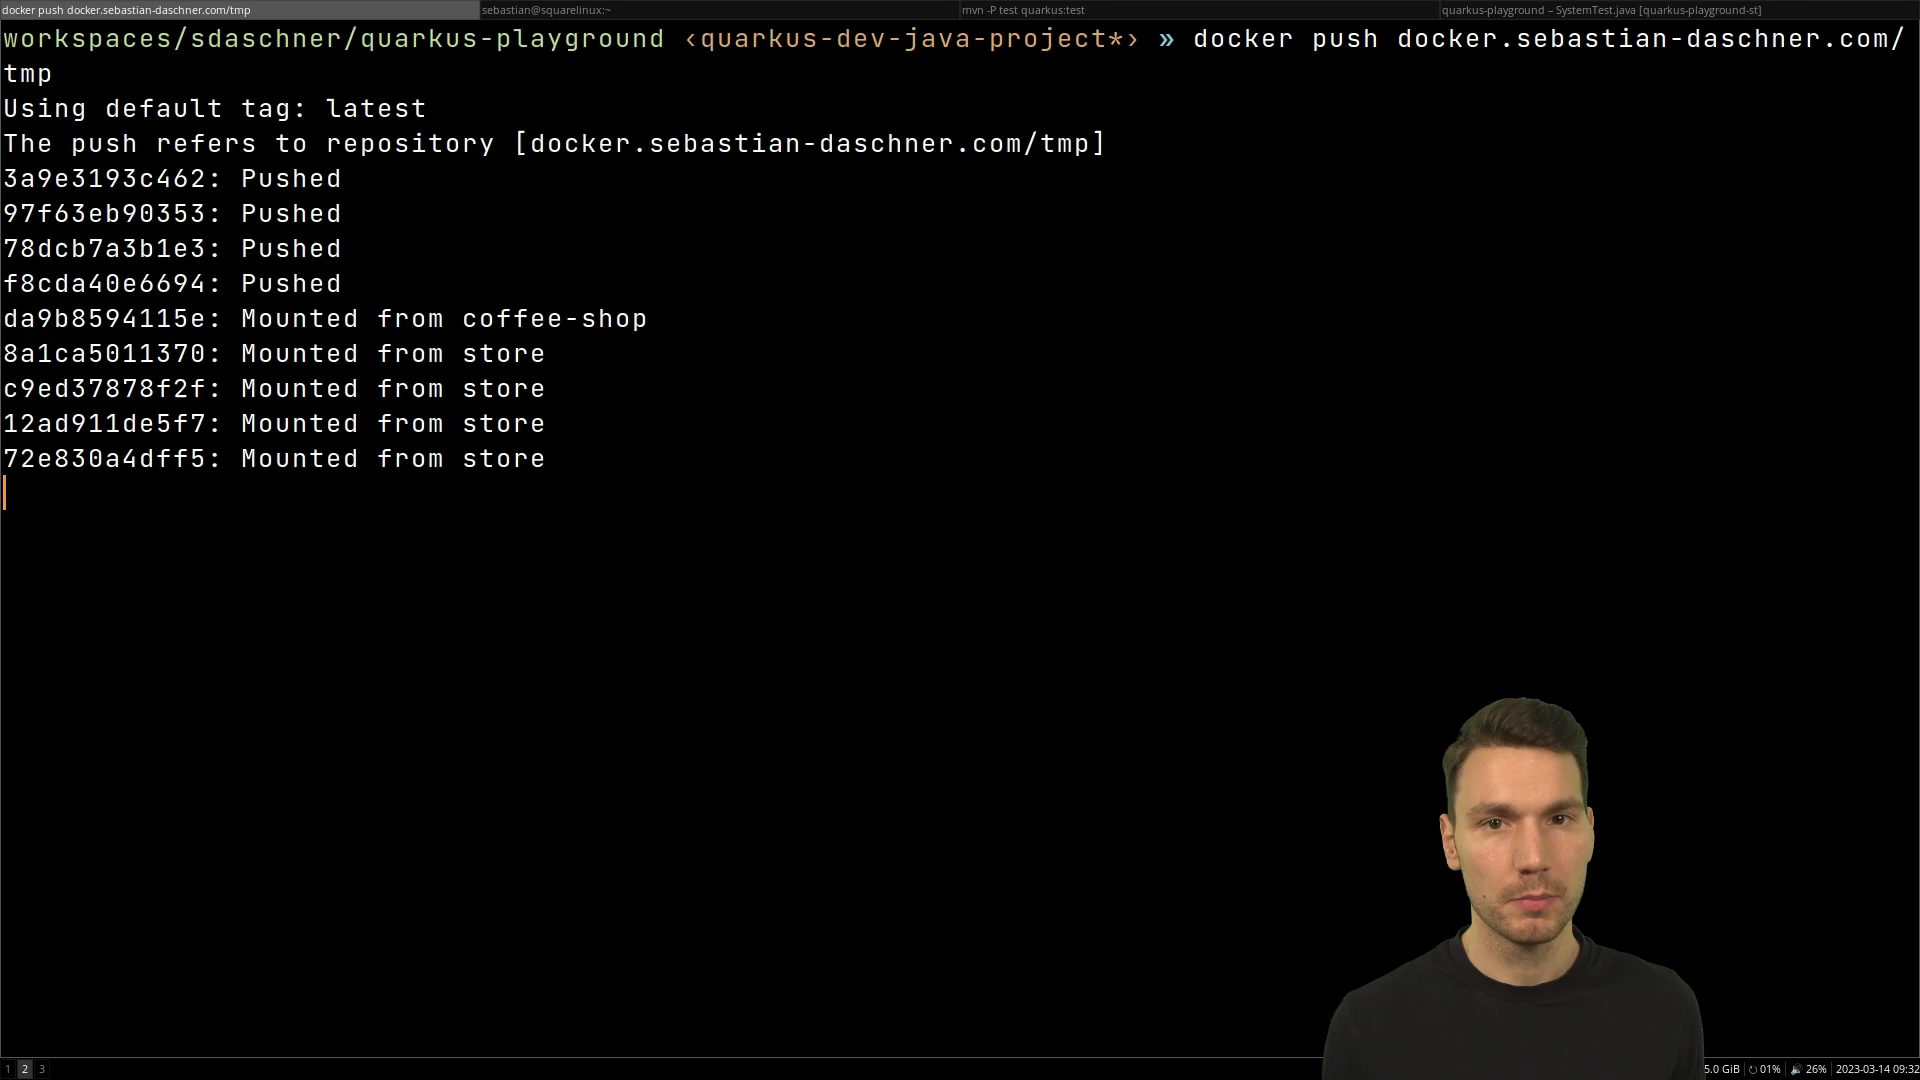 docker push docker.sebastian-daschner.com/tmp
sebastian@squarelinux:~
mvn -P test quarkus:test
quarkus-playground – SystemTest.java [quarkus-playground-st]
workspaces/sdaschner/quarkus-playground ‹quarkus-dev-java-project*› » docker push docker.sebastian-daschner.com/
tmp
Using default tag: latest
The push refers to repository [docker.sebastian-daschner.com/tmp]
3a9e3193c462: Pushed
97f63eb90353: Pushed
78dcb7a3b1e3: Pushed
f8cda40e6694: Pushed
da9b8594115e: Mounted from coffee-shop
8a1ca5011370: Mounted from store
c9ed37878f2f: Mounted from store
12ad911de5f7: Mounted from store
72e830a4dff5: Mounted from store
1 2 3
5.0 GiB 01% 26% 2023-03-14 09:32